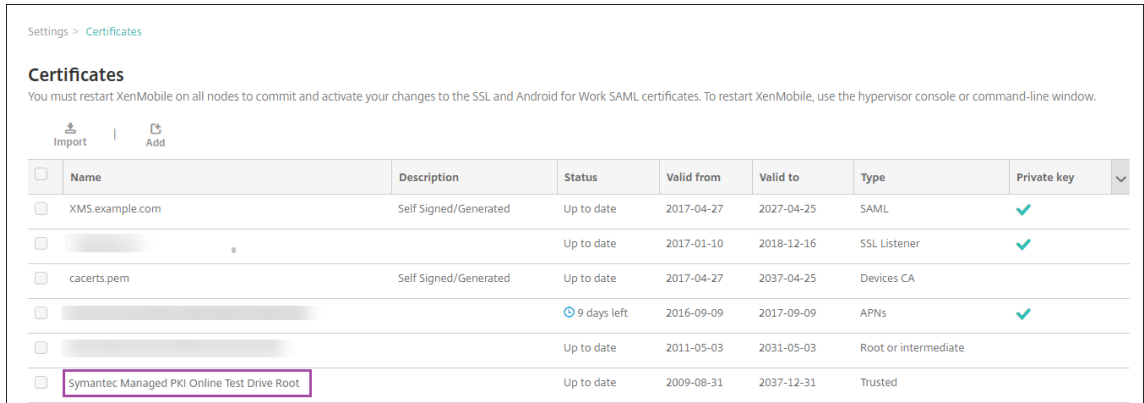 Settings > Certificates
Certificates
You must restart XenMobile on all nodes to commit and activate your changes to the SSL and Android for Work SAML certificates. To restart XenMobile, use the hypervisor console or command-line window.
Import | Add
Name Description Status Valid from Valid to Type Private key
XMS.example.com Self Signed/Generated Up to date 2017-04-27 2027-04-25 SAML
Up to date 2017-01-10 2018-12-16 SSL Listener
cacerts.pem Self Signed/Generated Up to date 2017-04-27 2037-04-25 Devices CA
9 days left 2016-09-09 2017-09-09 APNs
Up to date 2011-05-03 2031-05-03 Root or intermediate
Symantec Managed PKI Online Test Drive Root Up to date 2009-08-31 2037-12-31 Trusted